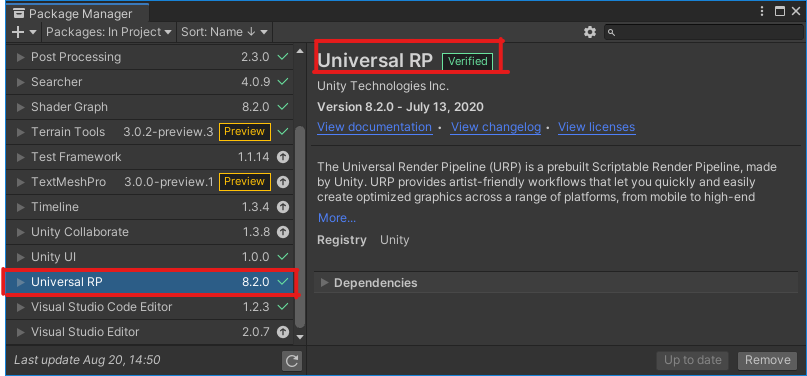 Package Manager
Packages: In Project
Sort: Name ↓
Post Processing 2.3.0
Searcher 4.0.9
Shader Graph 8.2.0
Terrain Tools 3.0.2-preview.3 Preview
Test Framework 1.1.14
TextMeshPro 3.0.0-preview.1 Preview
Timeline 1.3.4
Unity Collaborate 1.3.8
Unity UI 1.0.0
Universal RP 8.2.0
Visual Studio Code Editor 1.2.3
Visual Studio Editor 2.0.7
Last update Aug 20, 14:50
Universal RP Verified
Unity Technologies Inc.
Version 8.2.0 - July 13, 2020
View documentation • View changelog • View licenses
The Universal Render Pipeline (URP) is a prebuilt Scriptable Render Pipeline, made
by Unity. URP provides artist-friendly workflows that let you quickly and easily
create optimized graphics across a range of platforms, from mobile to high-end
More...
Registry Unity
Dependencies
Up to date
Remove